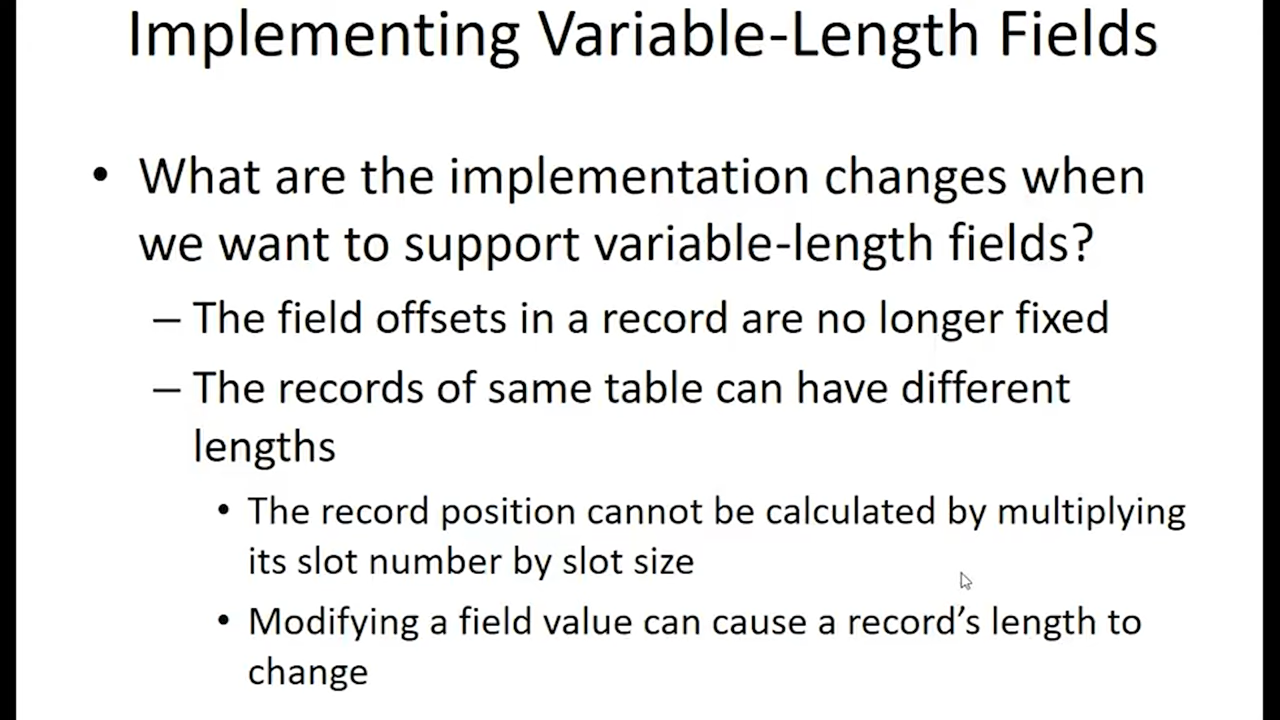 Implementing Variable-Length Fields
• What are the implementation changes when
we want to support variable-length fields?
– The field offsets in a record are no longer fixed
– The records of same table can have different
lengths
• The record position cannot be calculated by multiplying
its slot number by slot size
• Modifying a field value can cause a record’s length to
change